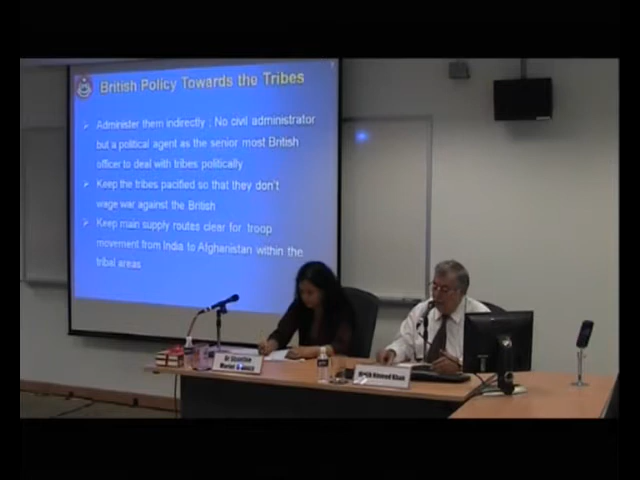 British Policy Towards the Tribes
Administer them indirectly : No civil administrator
but a political agent as the senior most British
officer to deal with tribes politically
Keep the tribes pacified so that they don't
wage war against the British
Keep main supply routes clear for troop
movement from India to Afghanistan within the
tribal areas
Dr
Khan